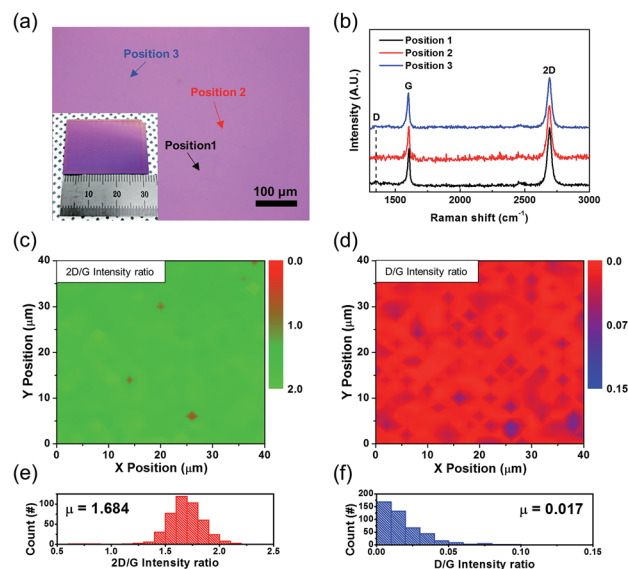 (a)
Position 3
Position 2
Position1
100 μm
10 20 30
(b)
Intensity (A.U.)
Position 1
Position 2
Position 3
D
G
2D
1500 2000 2500 3000
Raman shift (cm⁻¹)
(c)
2D/G Intensity ratio
Y Position (μm)
40
30
20
10
0
0 10 20 30 40
X Position (μm)
0.0
1.0
2.0
(d)
D/G Intensity ratio
Y Position (μm)
40
30
20
10
0
0 10 20 30 40
X Position (μm)
0.0
0.07
0.15
(e)
Count (#)
100
50
0
μ = 1.684
0.5 1.0 1.5 2.0 2.5
2D/G Intensity ratio
(f)
Count (#)
200
100
0
μ = 0.017
0.00 0.05 0.10 0.15
D/G Intensity ratio